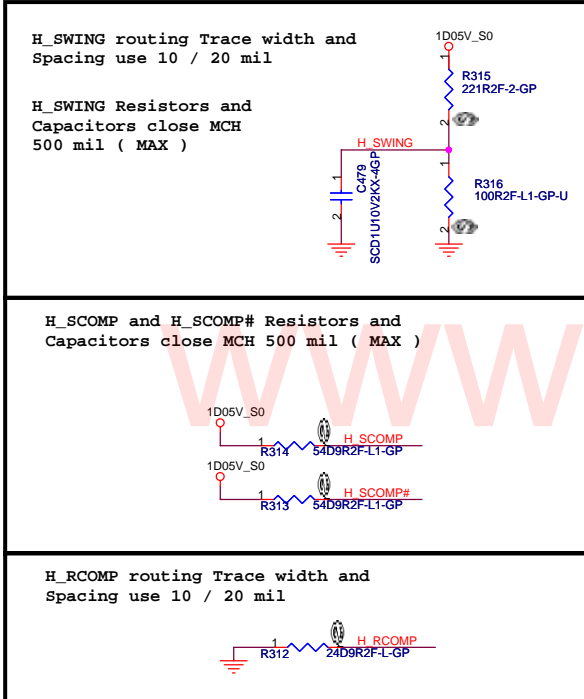 H_SWING routing Trace width and
Spacing use 10 / 20 mil
H_SWING Resistors and
Capacitors close MCH
500 mil ( MAX )
1D05V_S0
1
R315
221R2F-2-GP
2
H_SWING
1
C479
SCD1U10V2KX-4GP
2
1
R316
100R2F-L1-GP-U
2
H_SCOMP and H_SCOMP# Resistors and
Capacitors close MCH 500 mil ( MAX )
www
1D05V_S0
1
R314
H_SCOMP
54D9R2F-L1-GP
1D05V_S0
1
R313
H_SCOMP#
54D9R2F-L1-GP
H_RCOMP routing Trace width and
Spacing use 10 / 20 mil
1
R312
H_RCOMP
24D9R2F-L-GP